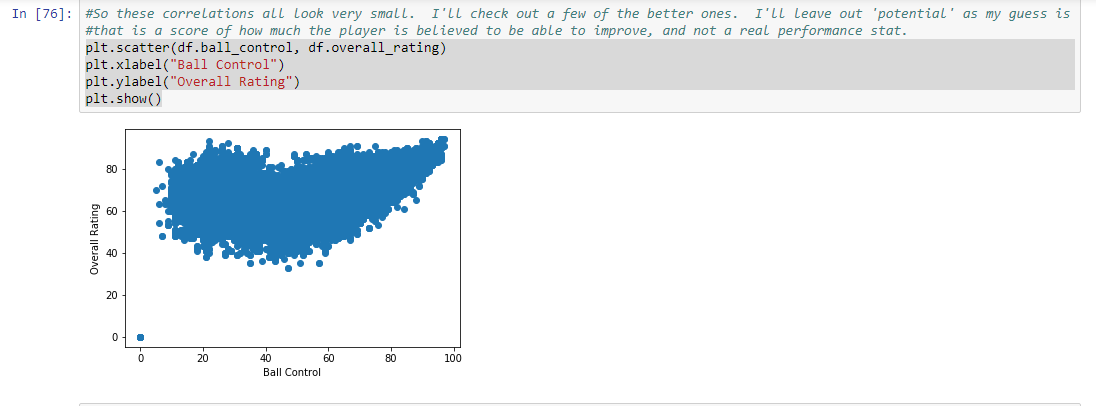 In [76]: #So these correlations all look very small.  I'll check out a few of the better ones.  I'll leave out 'potential' as my guess is
#that is a score of how much the player is believed to be able to improve, and not a real performance stat.
plt.scatter(df.ball_control, df.overall_rating)
plt.xlabel("Ball Control")
plt.ylabel("Overall Rating")
plt.show()
80
60
40
20
0
Overall Rating
0 20 40 60 80 100
Ball Control